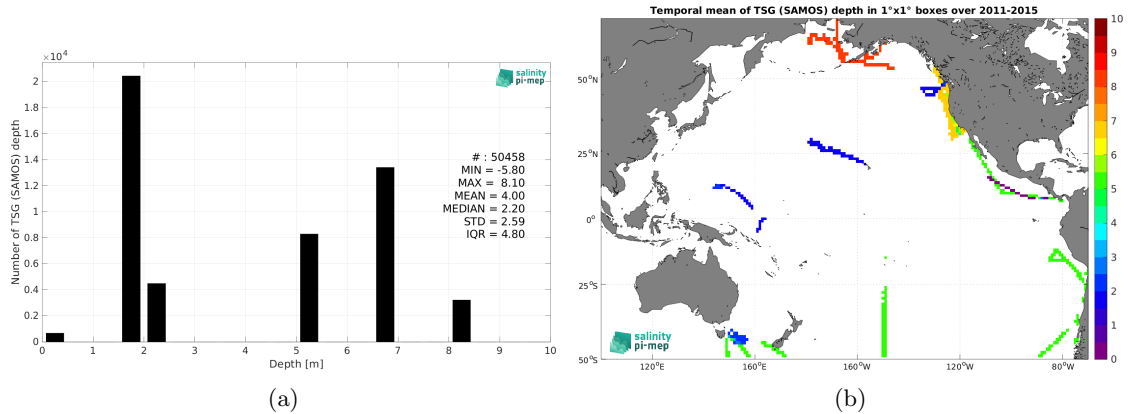 ×10⁴
2
1.8
1.6
1.4
1.2
1
0.8
0.6
0.4
0.2
0
Number of TSG (SAMOS) depth
salinity
pi-mep
# : 50458
MIN = -5.80
MAX = 8.10
MEAN = 4.00
MEDIAN = 2.20
STD = 2.59
IQR = 4.80
0 1 2 3 4 5 6 7 8 9 10
Depth [m]
(a)
Temporal mean of TSG (SAMOS) depth in 1°x1° boxes over 2011-2015
50°N
25°N
0°
25°S
50°S
salinity
pi-mep
120°E 160°E 160°W 120°W 80°W
10
9
8
7
6
5
4
3
2
1
0
(b)